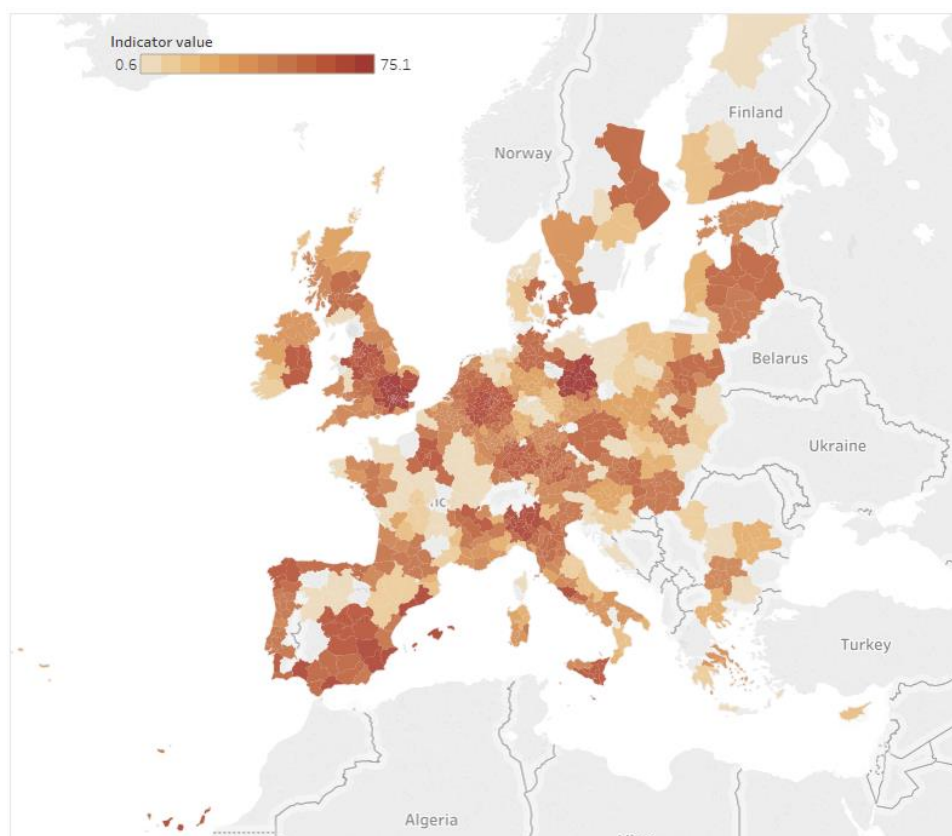 Indicator value
0.6
75.1
Finland
Norway
Belarus
Ukraine
Turkey
Algeria